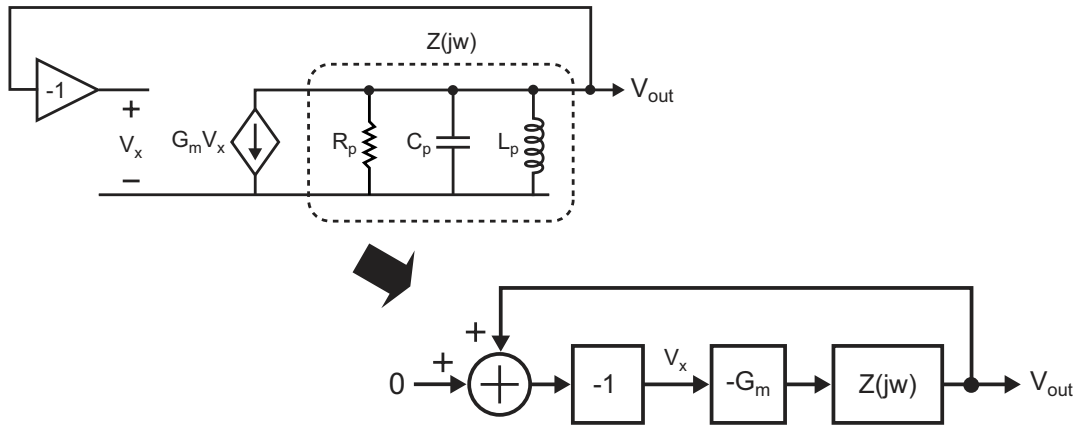 Z(jw)
-1
+
V_x
−
G_mV_x
R_p
C_p
L_p
V_out
+
+
0
+
-1
V_x
-G_m
Z(jw)
V_out